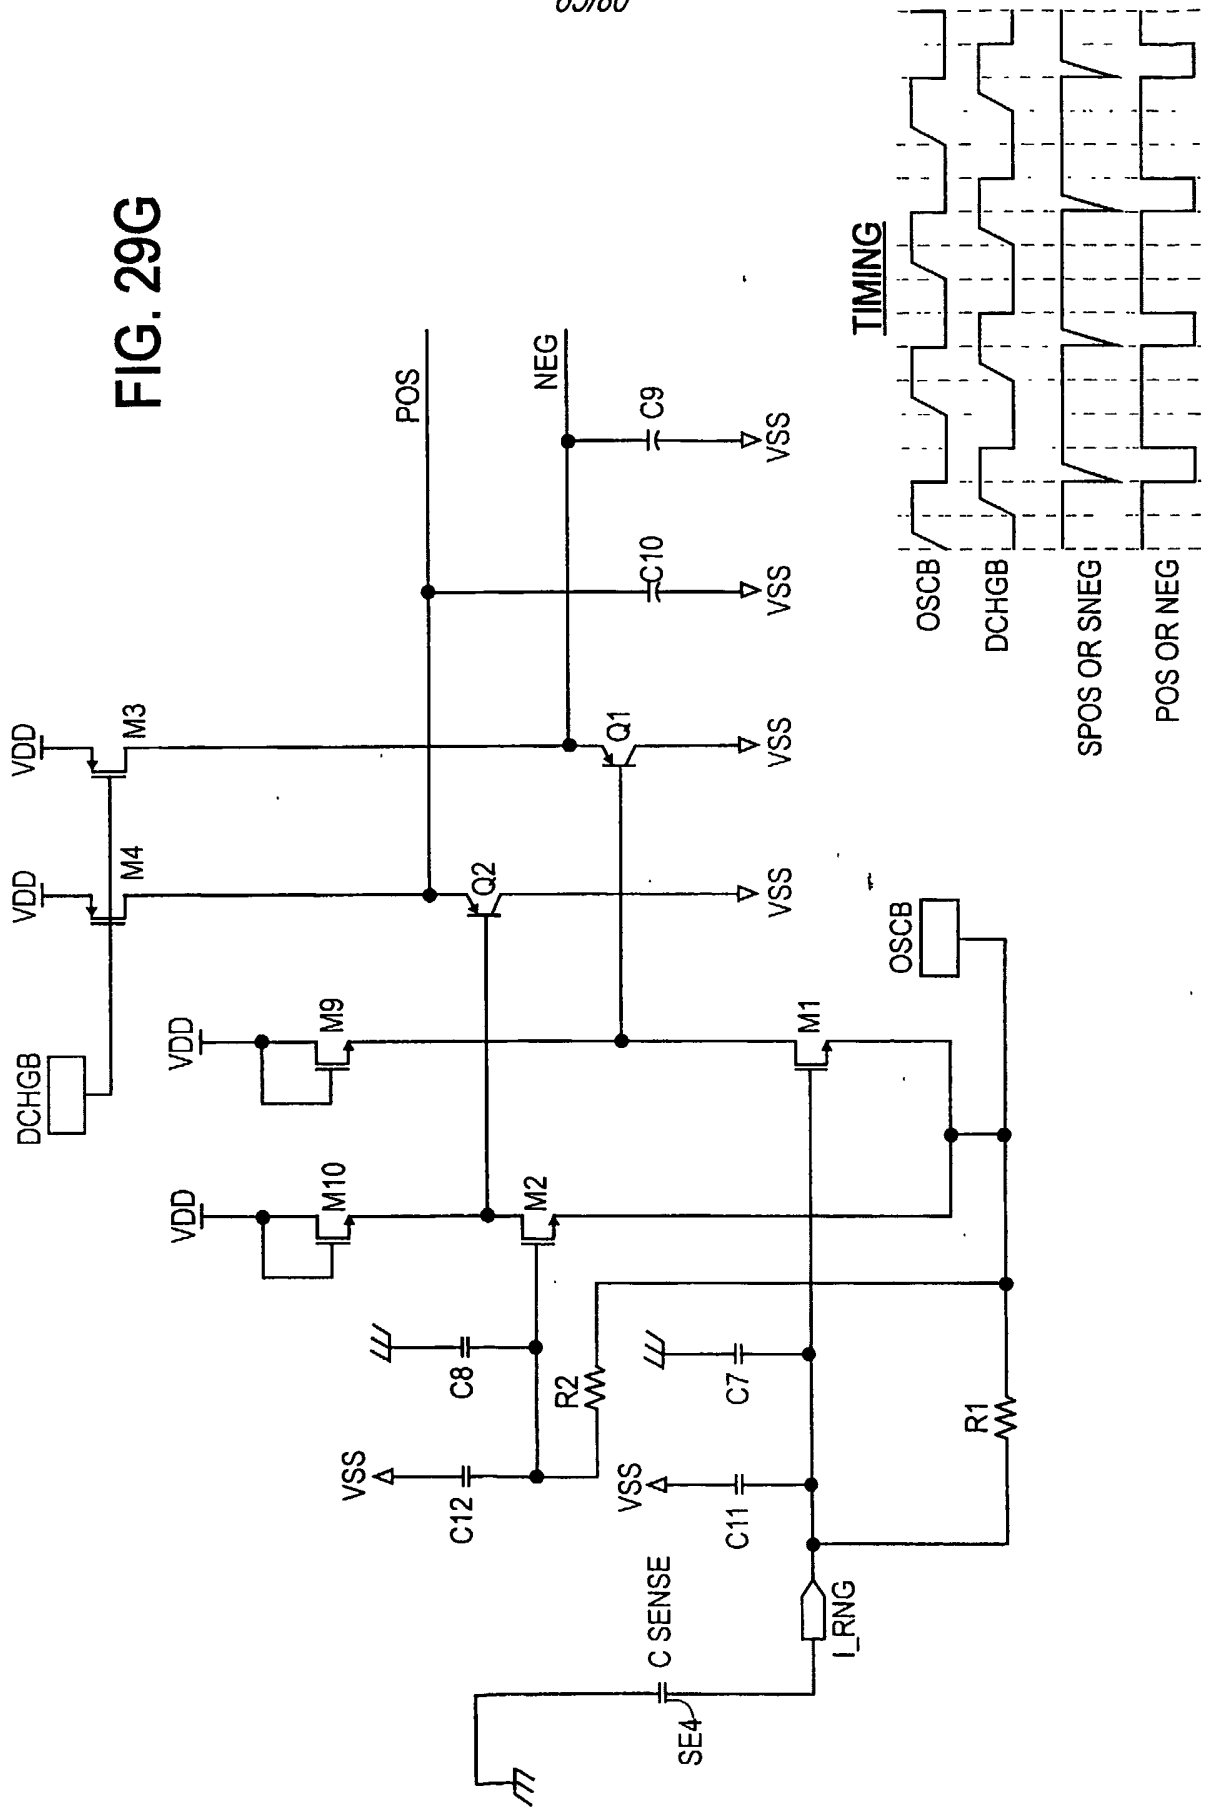 FIG. 29G
DCHGB
VDD
VDD
M4
M3
VDD
VDD
M10
M9
POS
NEG
Q2
Q1
C10
C9
VSS
VSS
VSS
VSS
M2
M1
VSS
C12
C8
R2
VSS
C11
C7
C SENSE
SE4
I_RNG
R1
OSCB
TIMING
OSCB
DCHGB
SPOS OR SNEG
POS OR NEG